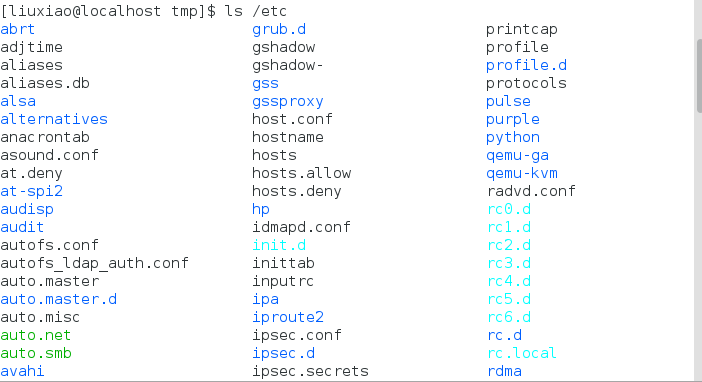 [liuxiao@localhost tmp]$ ls /etc
abrt grub.d printcap
adjtime gshadow profile
aliases gshadow- profile.d
aliases.db gss protocols
alsa gssproxy pulse
alternatives host.conf purple
anacrontab hostname python
asound.conf hosts qemu-ga
at.deny hosts.allow qemu-kvm
at-spi2 hosts.deny radvd.conf
audisp hp rc0.d
audit idmapd.conf rc1.d
autofs.conf init.d rc2.d
autofs_ldap_auth.conf inittab rc3.d
auto.master inputrc rc4.d
auto.master.d ipa rc5.d
auto.misc iproute2 rc6.d
auto.net ipsec.conf rc.d
auto.smb ipsec.d rc.local
avahi ipsec.secrets rdma